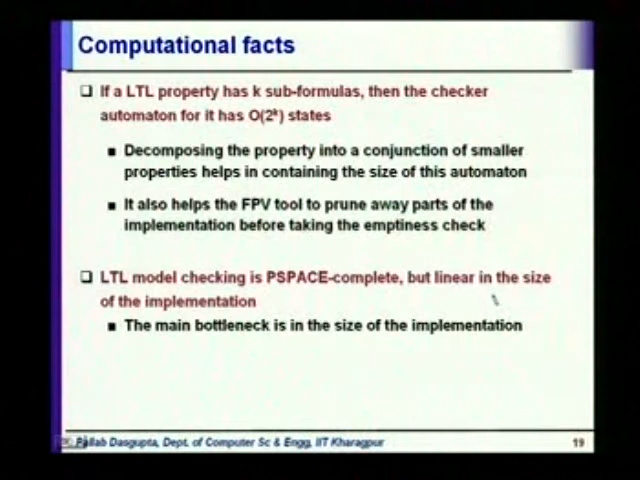 Computational facts
If a LTL property has k sub-formulas, then the checker
automaton for it has O(2ᵏ) states
Decomposing the property into a conjunction of smaller
properties helps in containing the size of this automaton
It also helps the FPV tool to prune away parts of the
implementation before taking the emptiness check
LTL model checking is PSPACE-complete, but linear in the size
of the implementation
The main bottleneck is in the size of the implementation
Pallab Dasgupta, Dept. of Computer Sc & Engg, IIT Kharagpur
19